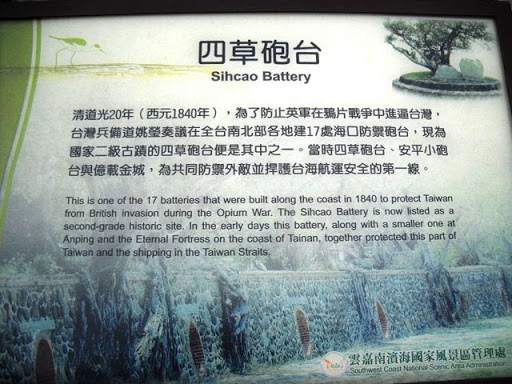 四草砲台
Sihcao Battery
清道光20年（西元1840年），為了防止英軍在鴉片戰爭中進逼台灣，
台灣兵備道姚瑩奏議在全台南北部各地建17處海口防禦砲台，現為
國家二級古蹟的四草砲台便是其中之一。當時四草砲台、安平小砲
台與億載金城，為共同防禦外敵並捍護台海航運安全的第一線。
This is one of the 17 batteries that were built along the coast in 1840 to protect Taiwan
from British invasion during the Opium War. The Sihcao Battery is now listed as a
second-grade historic site. In the early days this battery, along with a smaller one at
Anping and the Eternal Fortress on the coast of Tainan, together protected this part of
Taiwan and the shipping in the Taiwan Straits.
雲嘉南濱海國家風景區管理處
Southwest Coast National Scenic Area Administration